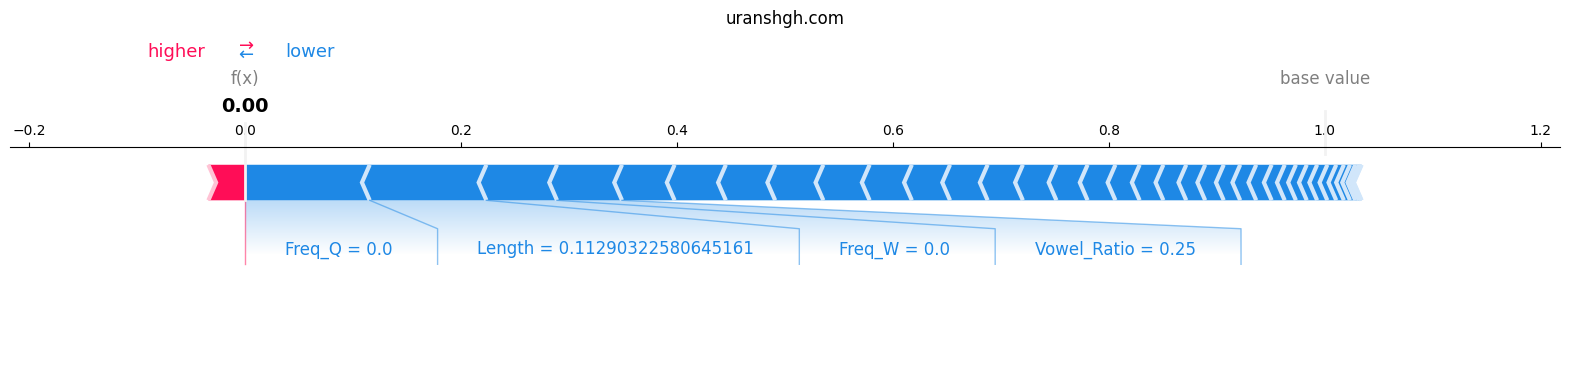 uranshgh.com
higher ⇄ lower
f(x) base value
0.00
−0.2 0.0 0.2 0.4 0.6 0.8 1.0 1.2
Freq_Q = 0.0 Length = 0.11290322580645161 Freq_W = 0.0 Vowel_Ratio = 0.25